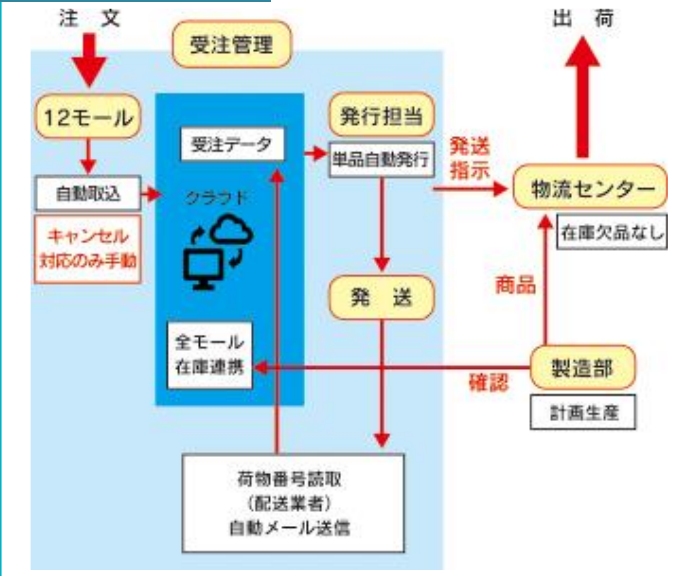 注 文
出 荷
受注管理
12モール
受注データ
発行担当
単品自動発行
発送
指示
自動取込
クラウド
物流センター
在庫欠品なし
キャンセル
対応のみ手動
発 送
商品
全モール
在庫連携
確認
製造部
計画生産
荷物番号読取
(配送業者)
自動メール送信